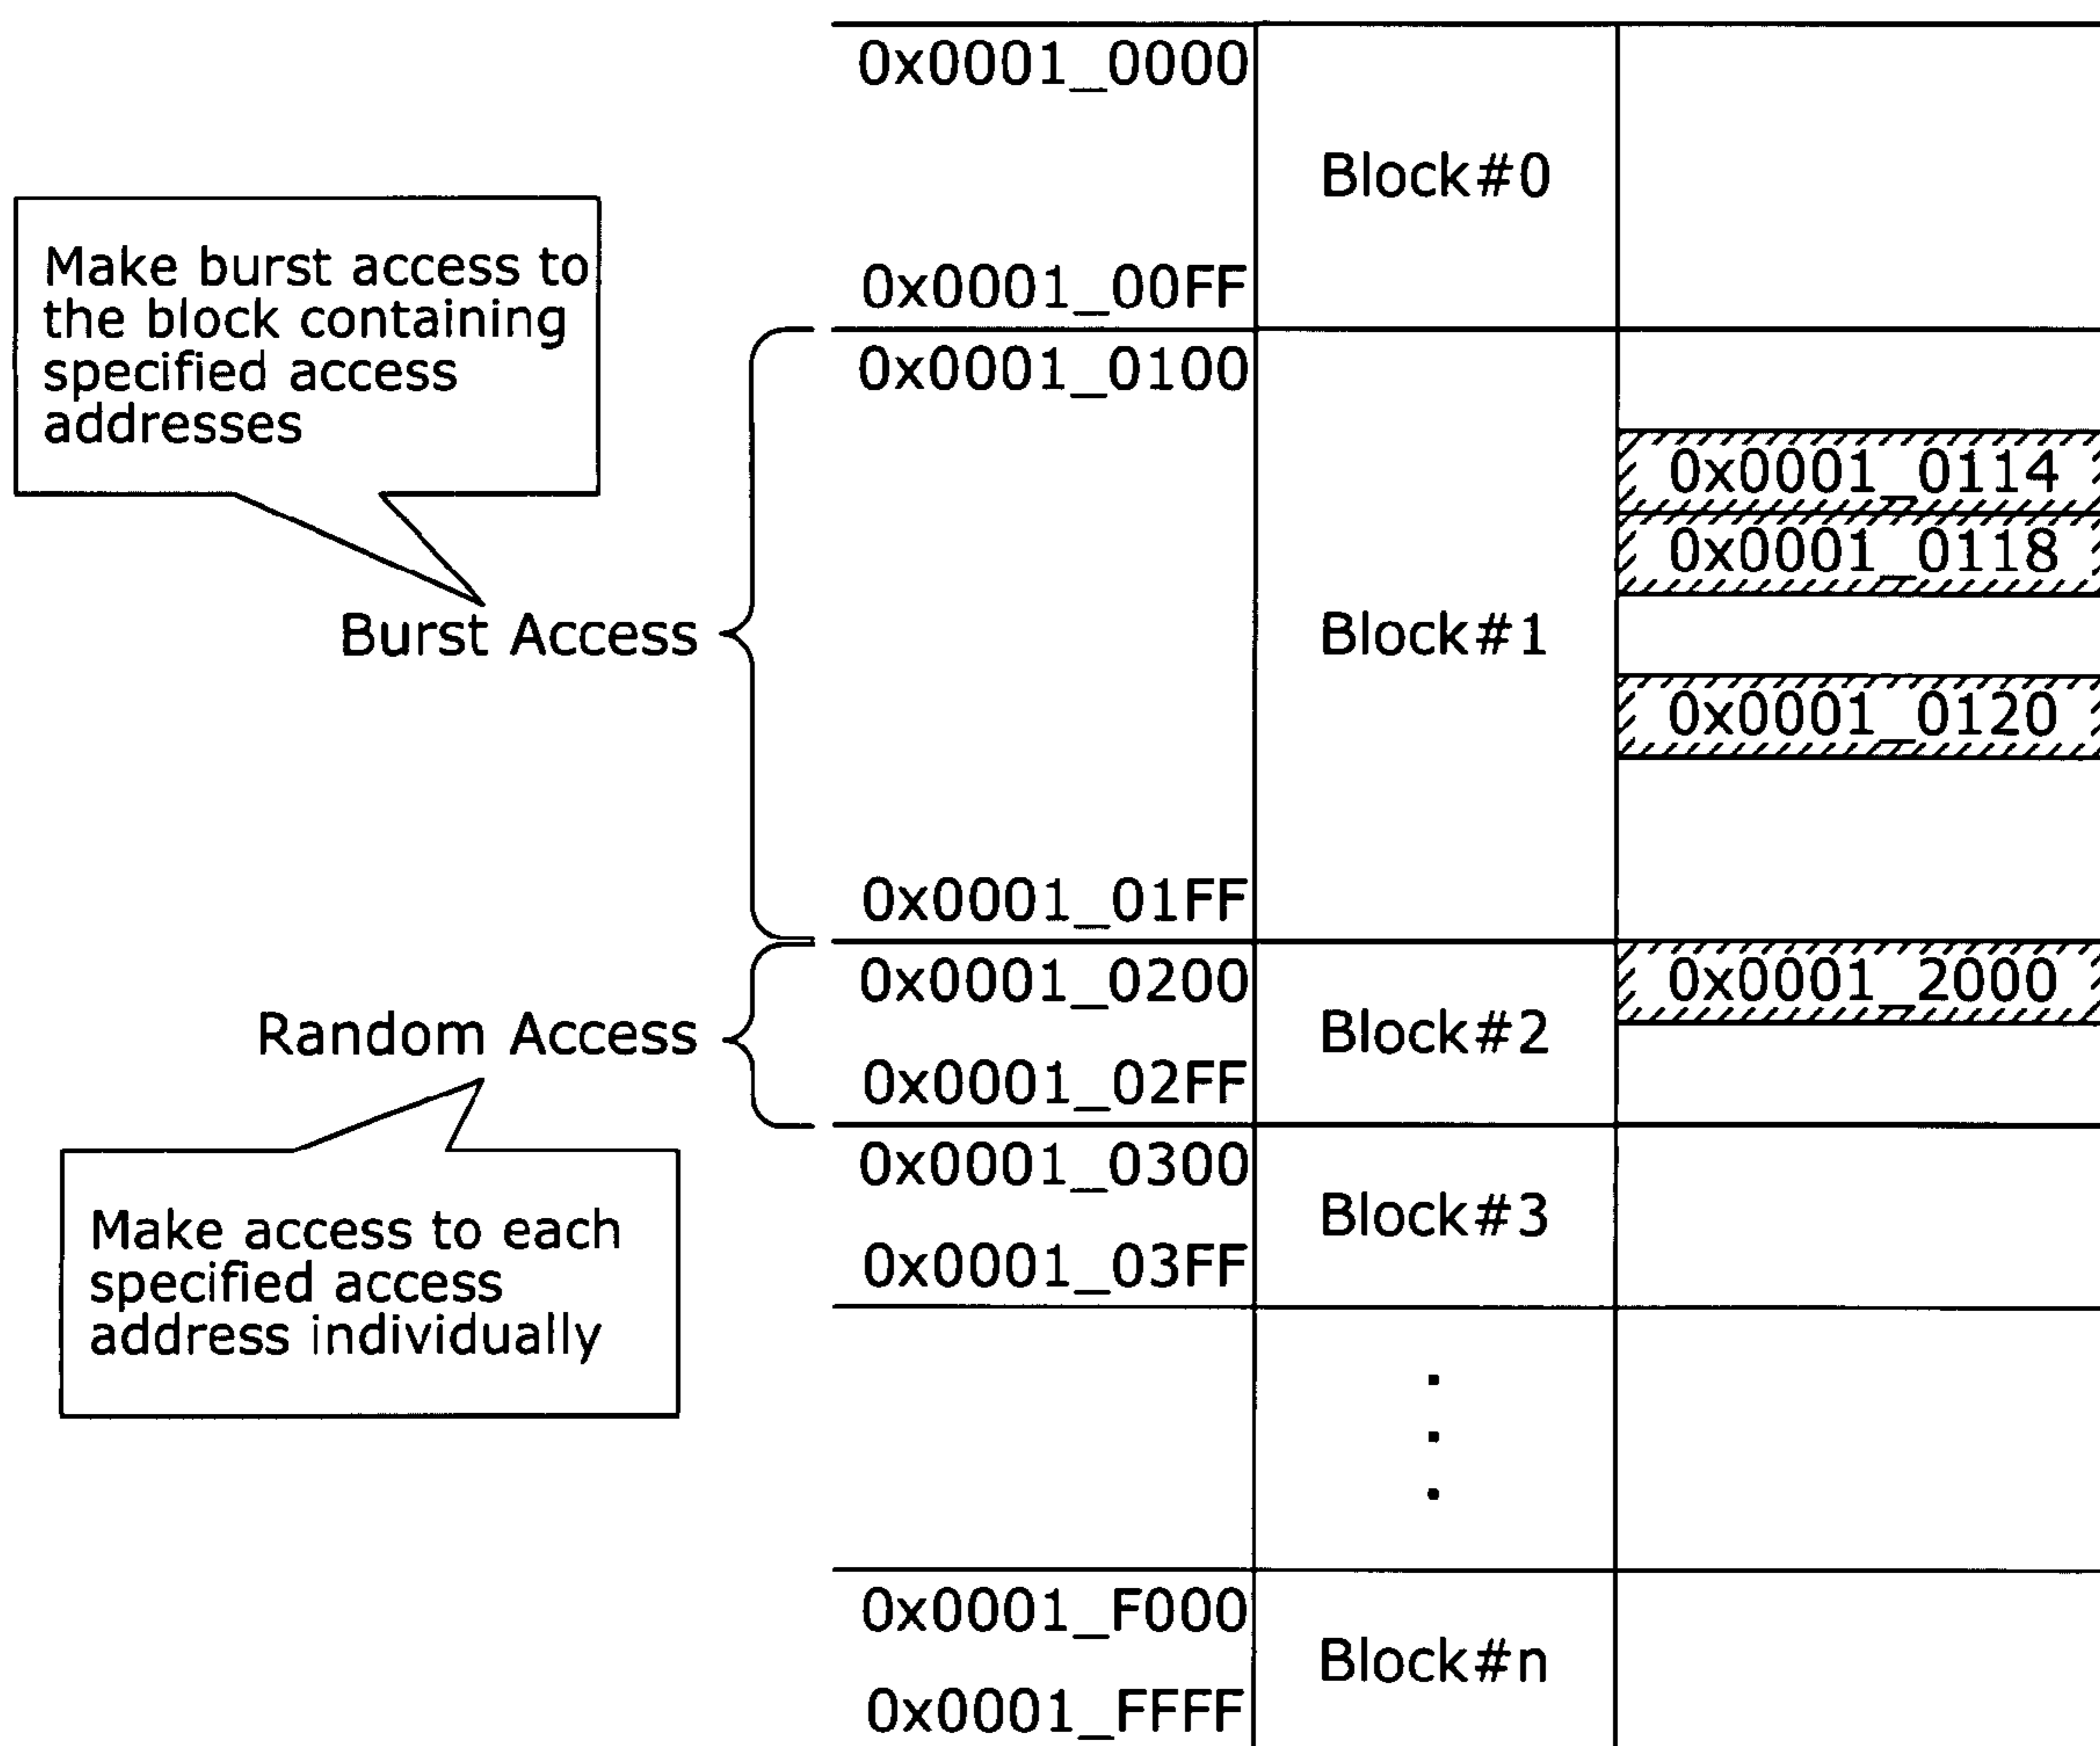 0x0001_0000
Block#0
0x0001_00FF
Make burst access to
the block containing
specified access
addresses
Burst Access
0x0001_0100
Block#1
0x0001_01FF
0x0001_0114
0x0001_0118
0x0001_0120
Random Access
0x0001_0200
Block#2
0x0001_02FF
0x0001_2000
Make access to each
specified access
address individually
0x0001_0300
Block#3
0x0001_03FF
0x0001_F000
Block#n
0x0001_FFFF